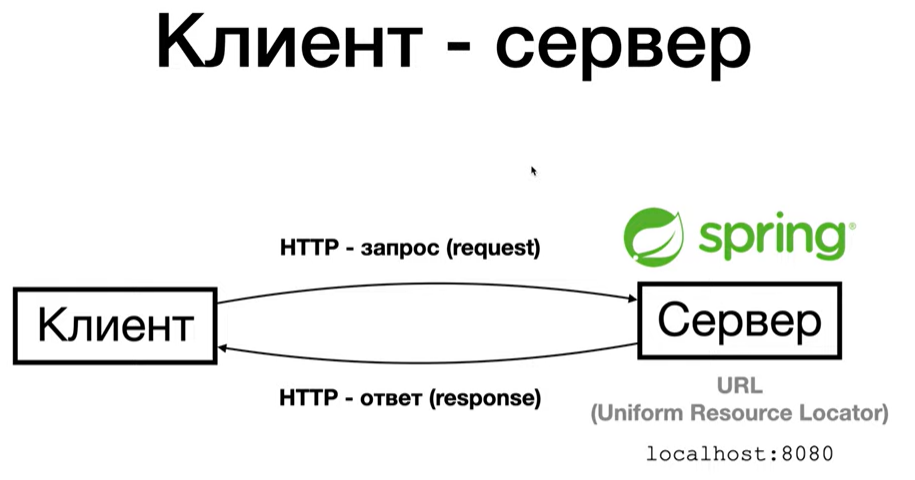 Клиент - сервер
spring®
HTTP - запрос (request)
Клиент
Сервер
HTTP - ответ (response)
URL
(Uniform Resource Locator)
localhost:8080